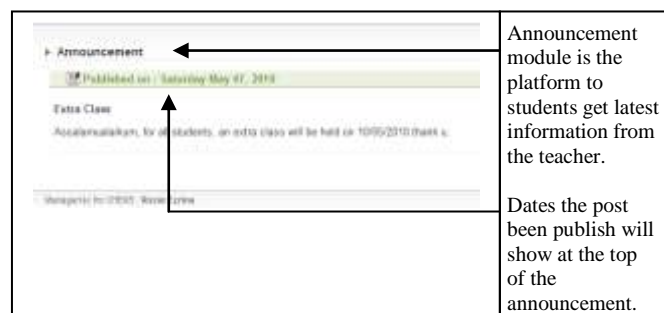 Announcement
Published on : Saturday May 07, 2010
Extra Class
Assalamualaikum, for all students, an extra class will be held on 10/05/2010.thank u.
Announcement
module is the
platform to
students get latest
information from
the teacher.
Dates the post
been publish will
show at the top
of the
announcement.